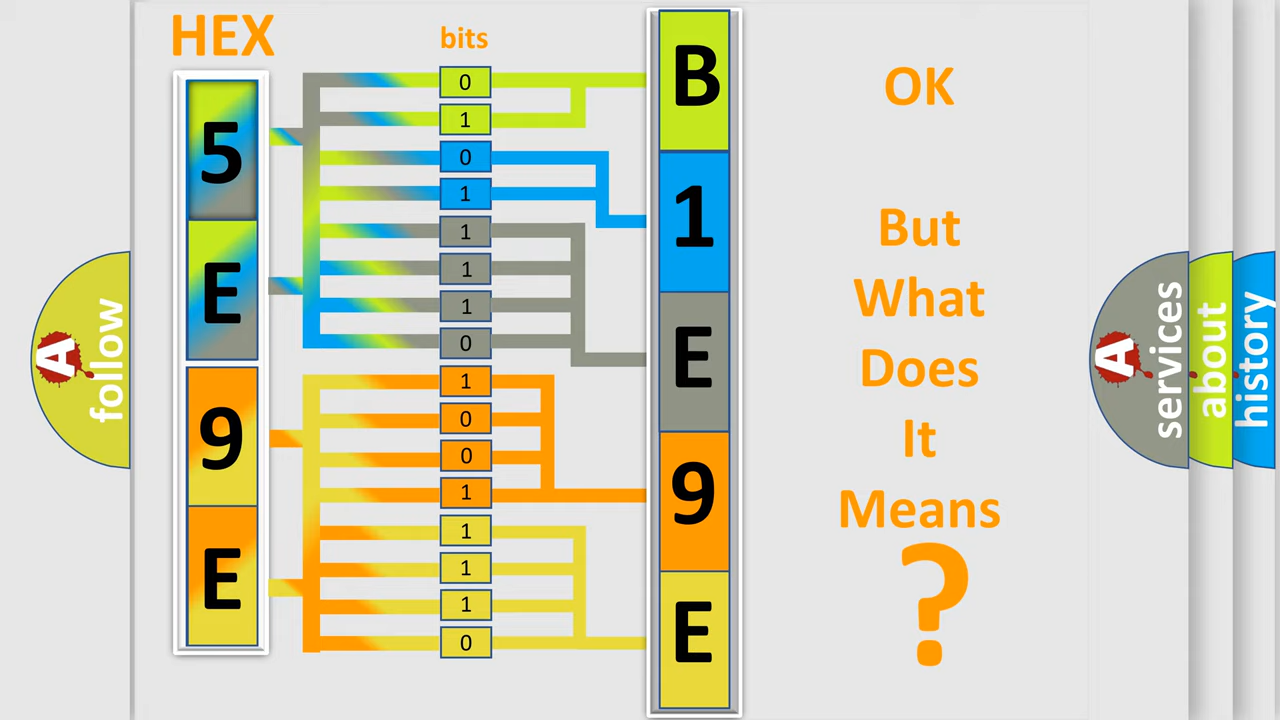 HEX
bits
5
E
9
E
0
1
0
1
1
1
1
0
1
0
0
1
1
1
1
0
B
1
E
9
E
OK
But
What
Does
It
Means
?
A
follow
A
services
about
history